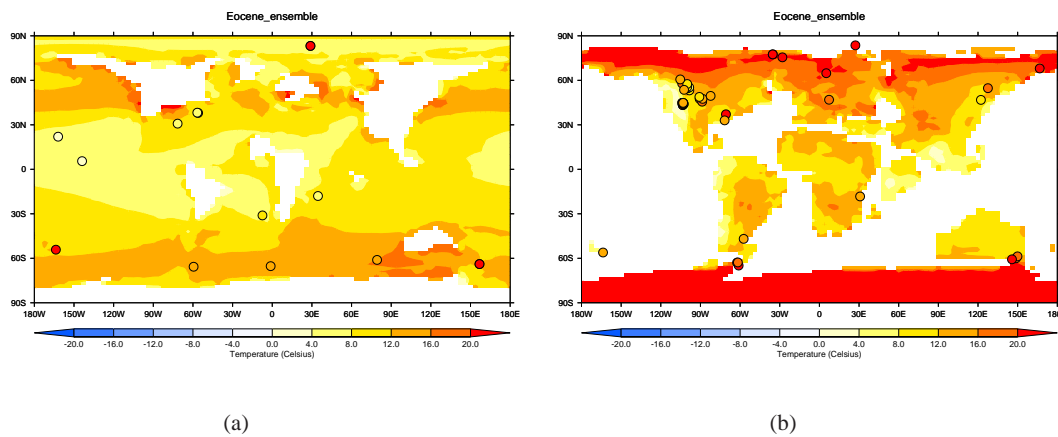 Eocene_ensemble
90N
60N
30N
0
30S
60S
90S
180W 150W 120W 90W 60W 30W 0 30E 60E 90E 120E 150E 180E
-20.0 -16.0 -12.0 -8.0 -4.0 0.0 4.0 8.0 12.0 16.0 20.0
Temperature (Celsius)
(a)
Eocene_ensemble
90N
60N
30N
0
30S
60S
90S
180W 150W 120W 90W 60W 30W 0 30E 60E 90E 120E 150E 180E
-20.0 -16.0 -12.0 -8.0 -4.0 0.0 4.0 8.0 12.0 16.0 20.0
Temperature (Celsius)
(b)